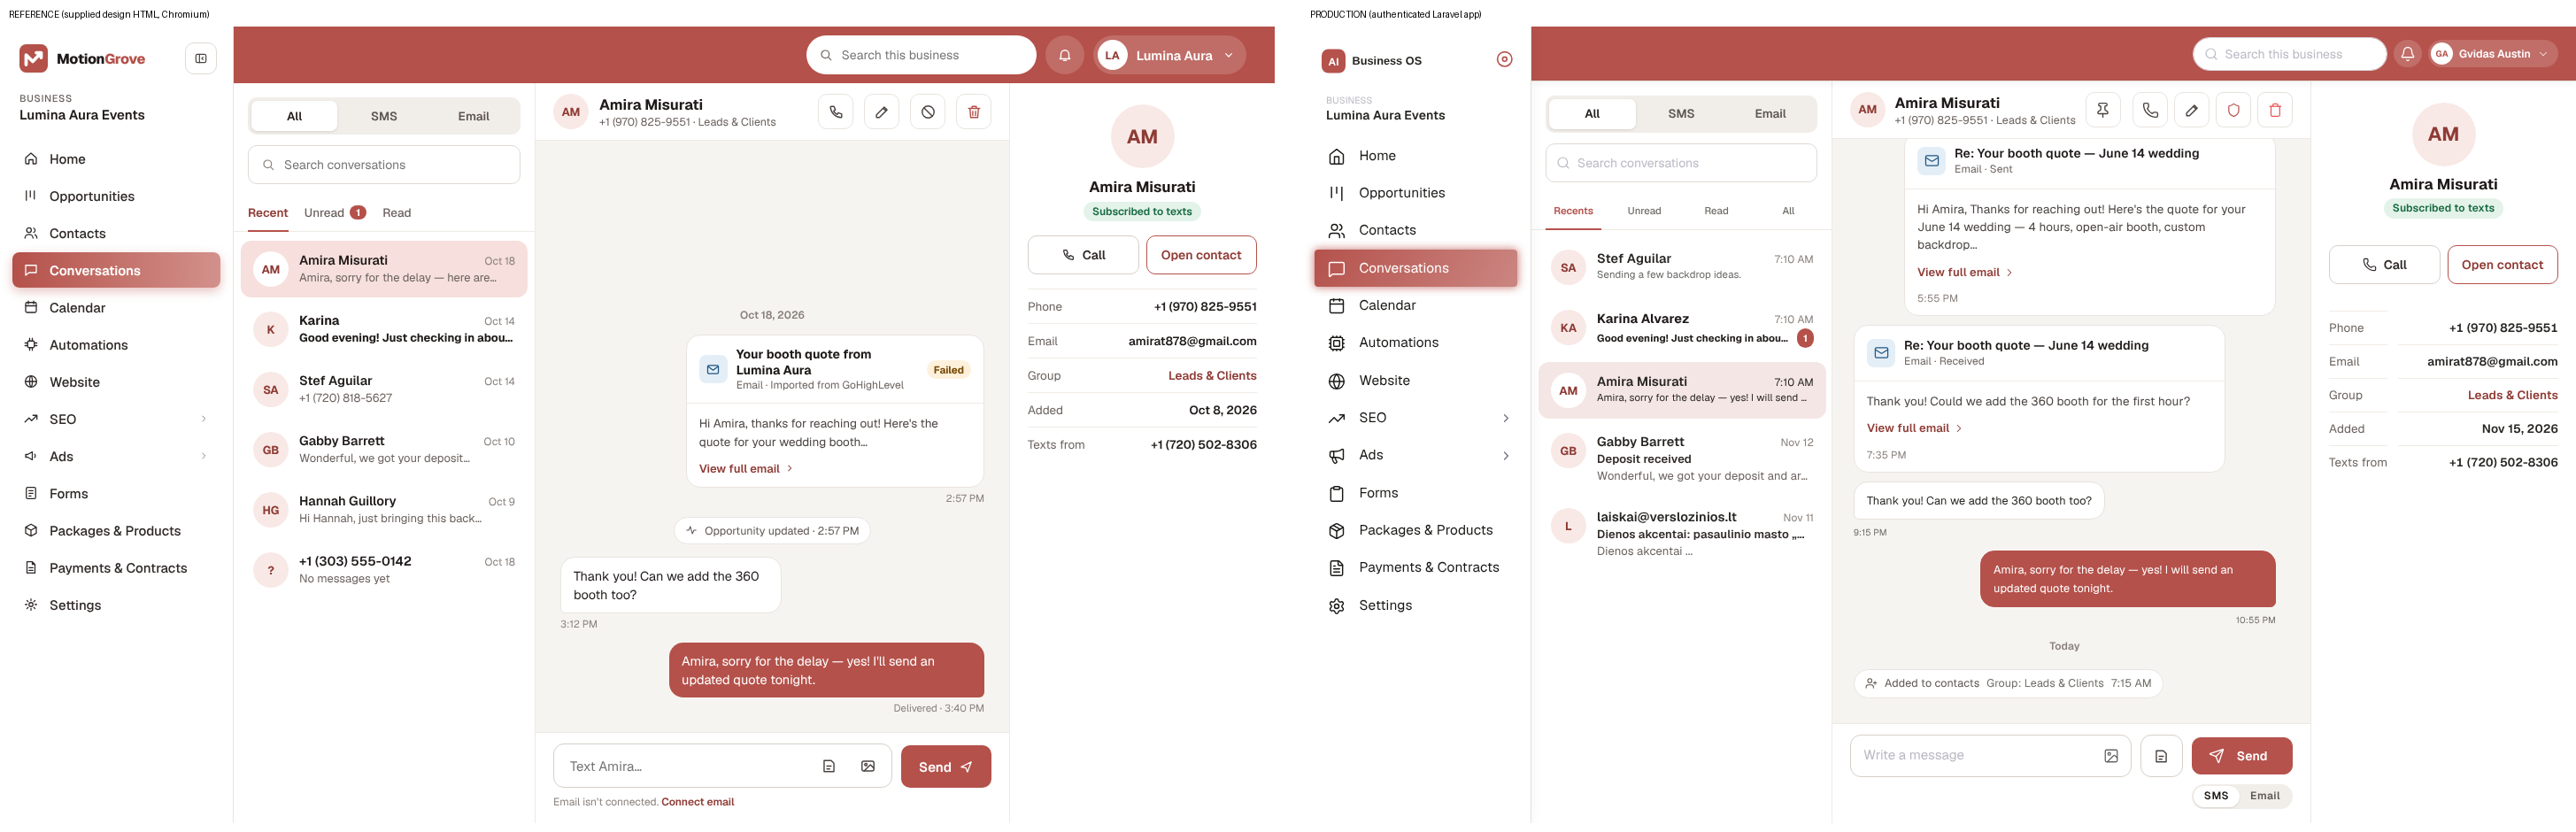 REFERENCE (supplied design HTML, Chromium)
MotionGrove
BUSINESS
Lumina Aura Events
Home
Opportunities
Contacts
Conversations
Calendar
Automations
Website
SEO
Ads
Forms
Packages & Products
Payments & Contracts
Settings
Search this business
LA
Lumina Aura
All
SMS
Email
Search conversations
Recent
Unread 1
Read
AM
Amira Misurati
Oct 18
Amira, sorry for the delay — here are...
K
Karina
Oct 14
Good evening! Just checking in abou...
SA
Stef Aguilar
Oct 14
+1 (720) 818-5627
GB
Gabby Barrett
Oct 10
Wonderful, we got your deposit...
HG
Hannah Guillory
Oct 9
Hi Hannah, just bringing this back...
?
+1 (303) 555-0142
Oct 18
No messages yet
AM
Amira Misurati
+1 (970) 825-9551 · Leads & Clients
Oct 18, 2026
Your booth quote from
Lumina Aura
Email · Imported from GoHighLevel
Failed
Hi Amira, thanks for reaching out! Here's the
quote for your wedding booth...
View full email
2:57 PM
Opportunity updated · 2:57 PM
Thank you! Can we add the 360
booth too?
3:12 PM
Amira, sorry for the delay — yes! I'll send an
updated quote tonight.
Delivered · 3:40 PM
Text Amira...
Send
Email isn't connected. Connect email
AM
Amira Misurati
Subscribed to texts
Call
Open contact
Phone
+1 (970) 825-9551
Email
amirat878@gmail.com
Group
Leads & Clients
Added
Oct 8, 2026
Texts from
+1 (720) 502-8306
PRODUCTION (authenticated Laravel app)
AI
Business OS
BUSINESS
Lumina Aura Events
Home
Opportunities
Contacts
Conversations
Calendar
Automations
Website
SEO
Ads
Forms
Packages & Products
Payments & Contracts
Settings
Search this business
GA
Gvidas Austin
All
SMS
Email
Search conversations
Recents
Unread
Read
All
SA
Stef Aguilar
7:10 AM
Sending a few backdrop ideas.
KA
Karina Alvarez
7:10 AM
Good evening! Just checking in abou...
1
AM
Amira Misurati
7:10 AM
Amira, sorry for the delay — yes! I will send ...
GB
Gabby Barrett
Nov 12
Deposit received
Wonderful, we got your deposit and ar...
L
laiskai@verslozinios.lt
Nov 11
Dienos akcentai: pasaulinio masto „...
Dienos akcentai ...
AM
Amira Misurati
+1 (970) 825-9551 · Leads & Clients
Re: Your booth quote — June 14 wedding
Email · Sent
Hi Amira, Thanks for reaching out! Here's the quote for your
June 14 wedding — 4 hours, open-air booth, custom
backdrop...
View full email
5:55 PM
Re: Your booth quote — June 14 wedding
Email · Received
Thank you! Could we add the 360 booth for the first hour?
View full email
7:35 PM
Thank you! Can we add the 360 booth too?
9:15 PM
Amira, sorry for the delay — yes! I will send an
updated quote tonight.
10:55 PM
Today
Added to contacts Group: Leads & Clients 7:15 AM
Write a message
Send
SMS
Email
AM
Amira Misurati
Subscribed to texts
Call
Open contact
Phone
+1 (970) 825-9551
Email
amirat878@gmail.com
Group
Leads & Clients
Added
Nov 15, 2026
Texts from
+1 (720) 502-8306